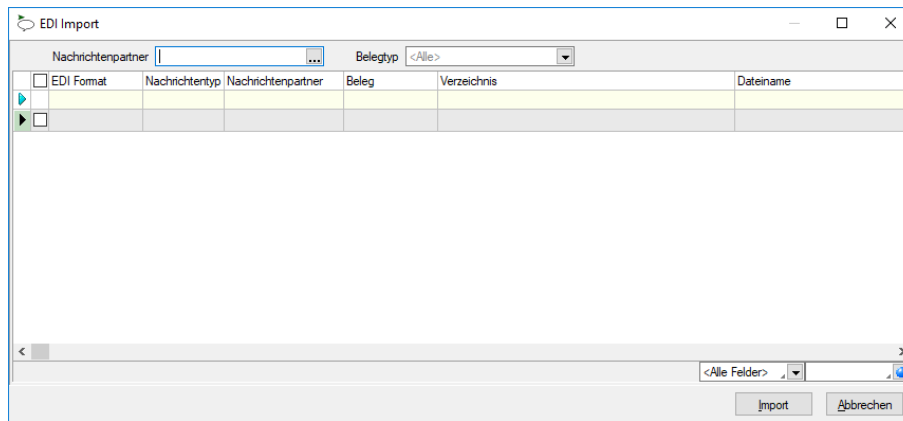 EDI Import
Nachrichtenpartner ... Belegtyp <Alle>
EDI Format Nachrichtentyp Nachrichtenpartner Beleg Verzeichnis Dateiname
<Alle Felder>
Import Abbrechen